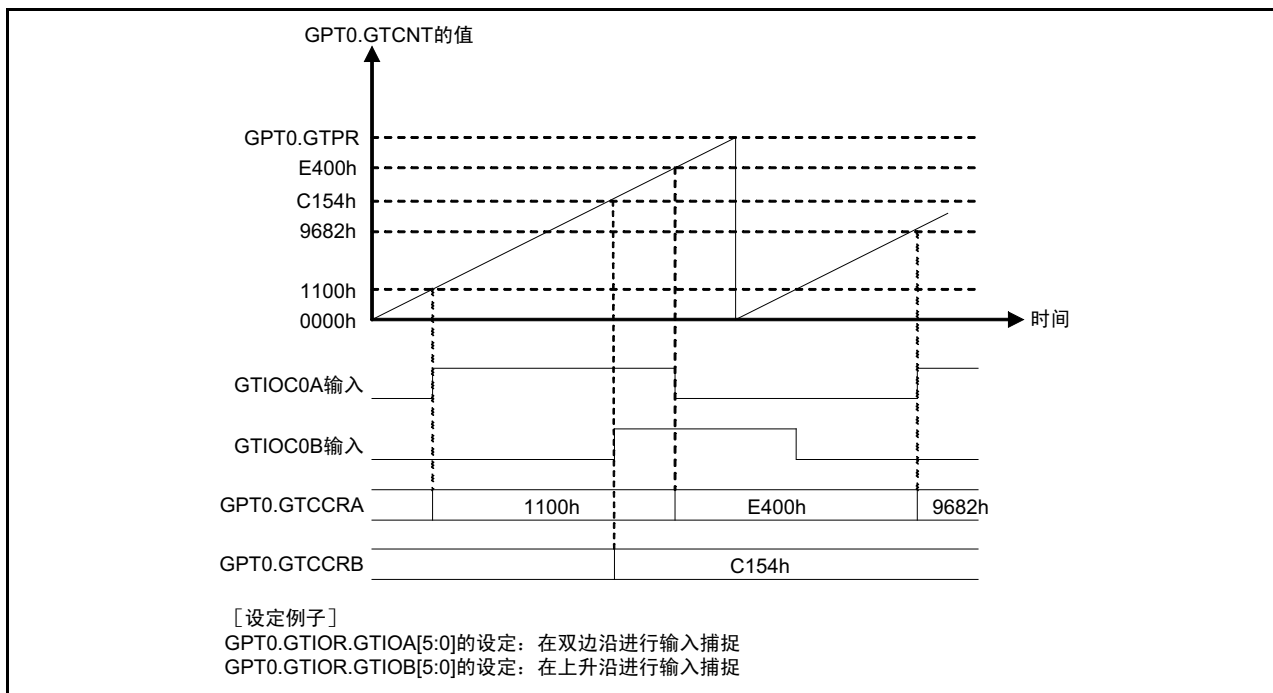 GPT0.GTCNT的值
GPT0.GTPR
E400h
C154h
9682h
1100h
0000h
时间
GTIOC0A输入
GTIOC0B输入
GPT0.GTCCRA
1100h
E400h
9682h
GPT0.GTCCRB
C154h
［设定例子］
GPT0.GTIOR.GTIOA[5:0]的设定：在双边沿进行输入捕捉
GPT0.GTIOR.GTIOB[5:0]的设定：在上升沿进行输入捕捉